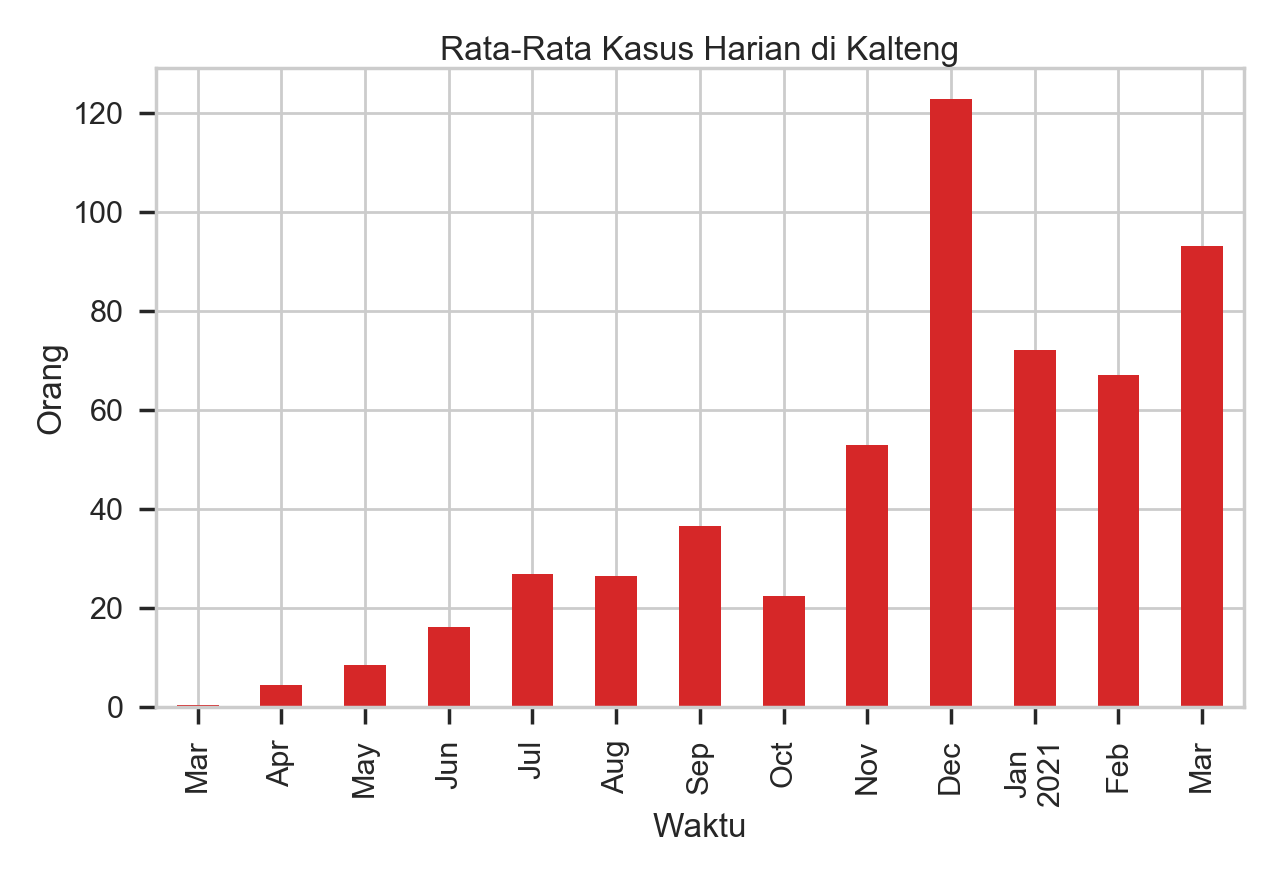 Rata-Rata Kasus Harian di Kalteng
120
100
80
60
40
20
0
Orang
Mar
Apr
May
Jun
Jul
Aug
Sep
Oct
Nov
Dec
Jan
2021
Feb
Mar
Waktu